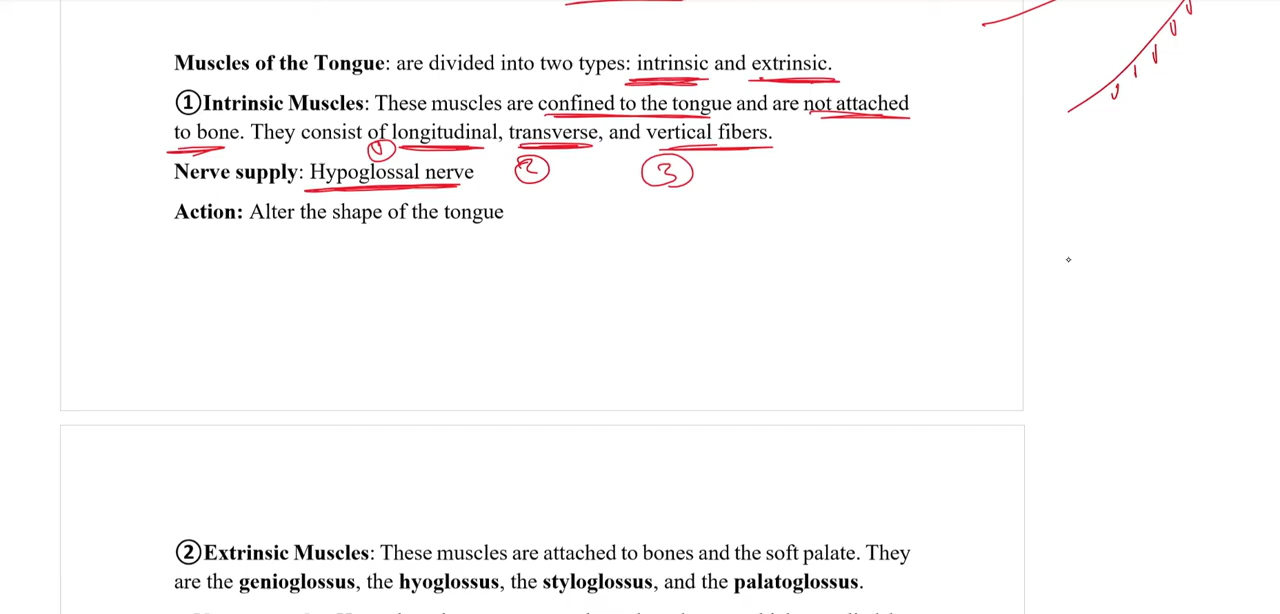 Muscles of the Tongue: are divided into two types: intrinsic and extrinsic.
①Intrinsic Muscles: These muscles are confined to the tongue and are not attached
to bone. They consist of longitudinal, transverse, and vertical fibers.
1 2 3
Nerve supply: Hypoglossal nerve
Action: Alter the shape of the tongue
②Extrinsic Muscles: These muscles are attached to bones and the soft palate. They
are the genioglossus, the hyoglossus, the styloglossus, and the palatoglossus.